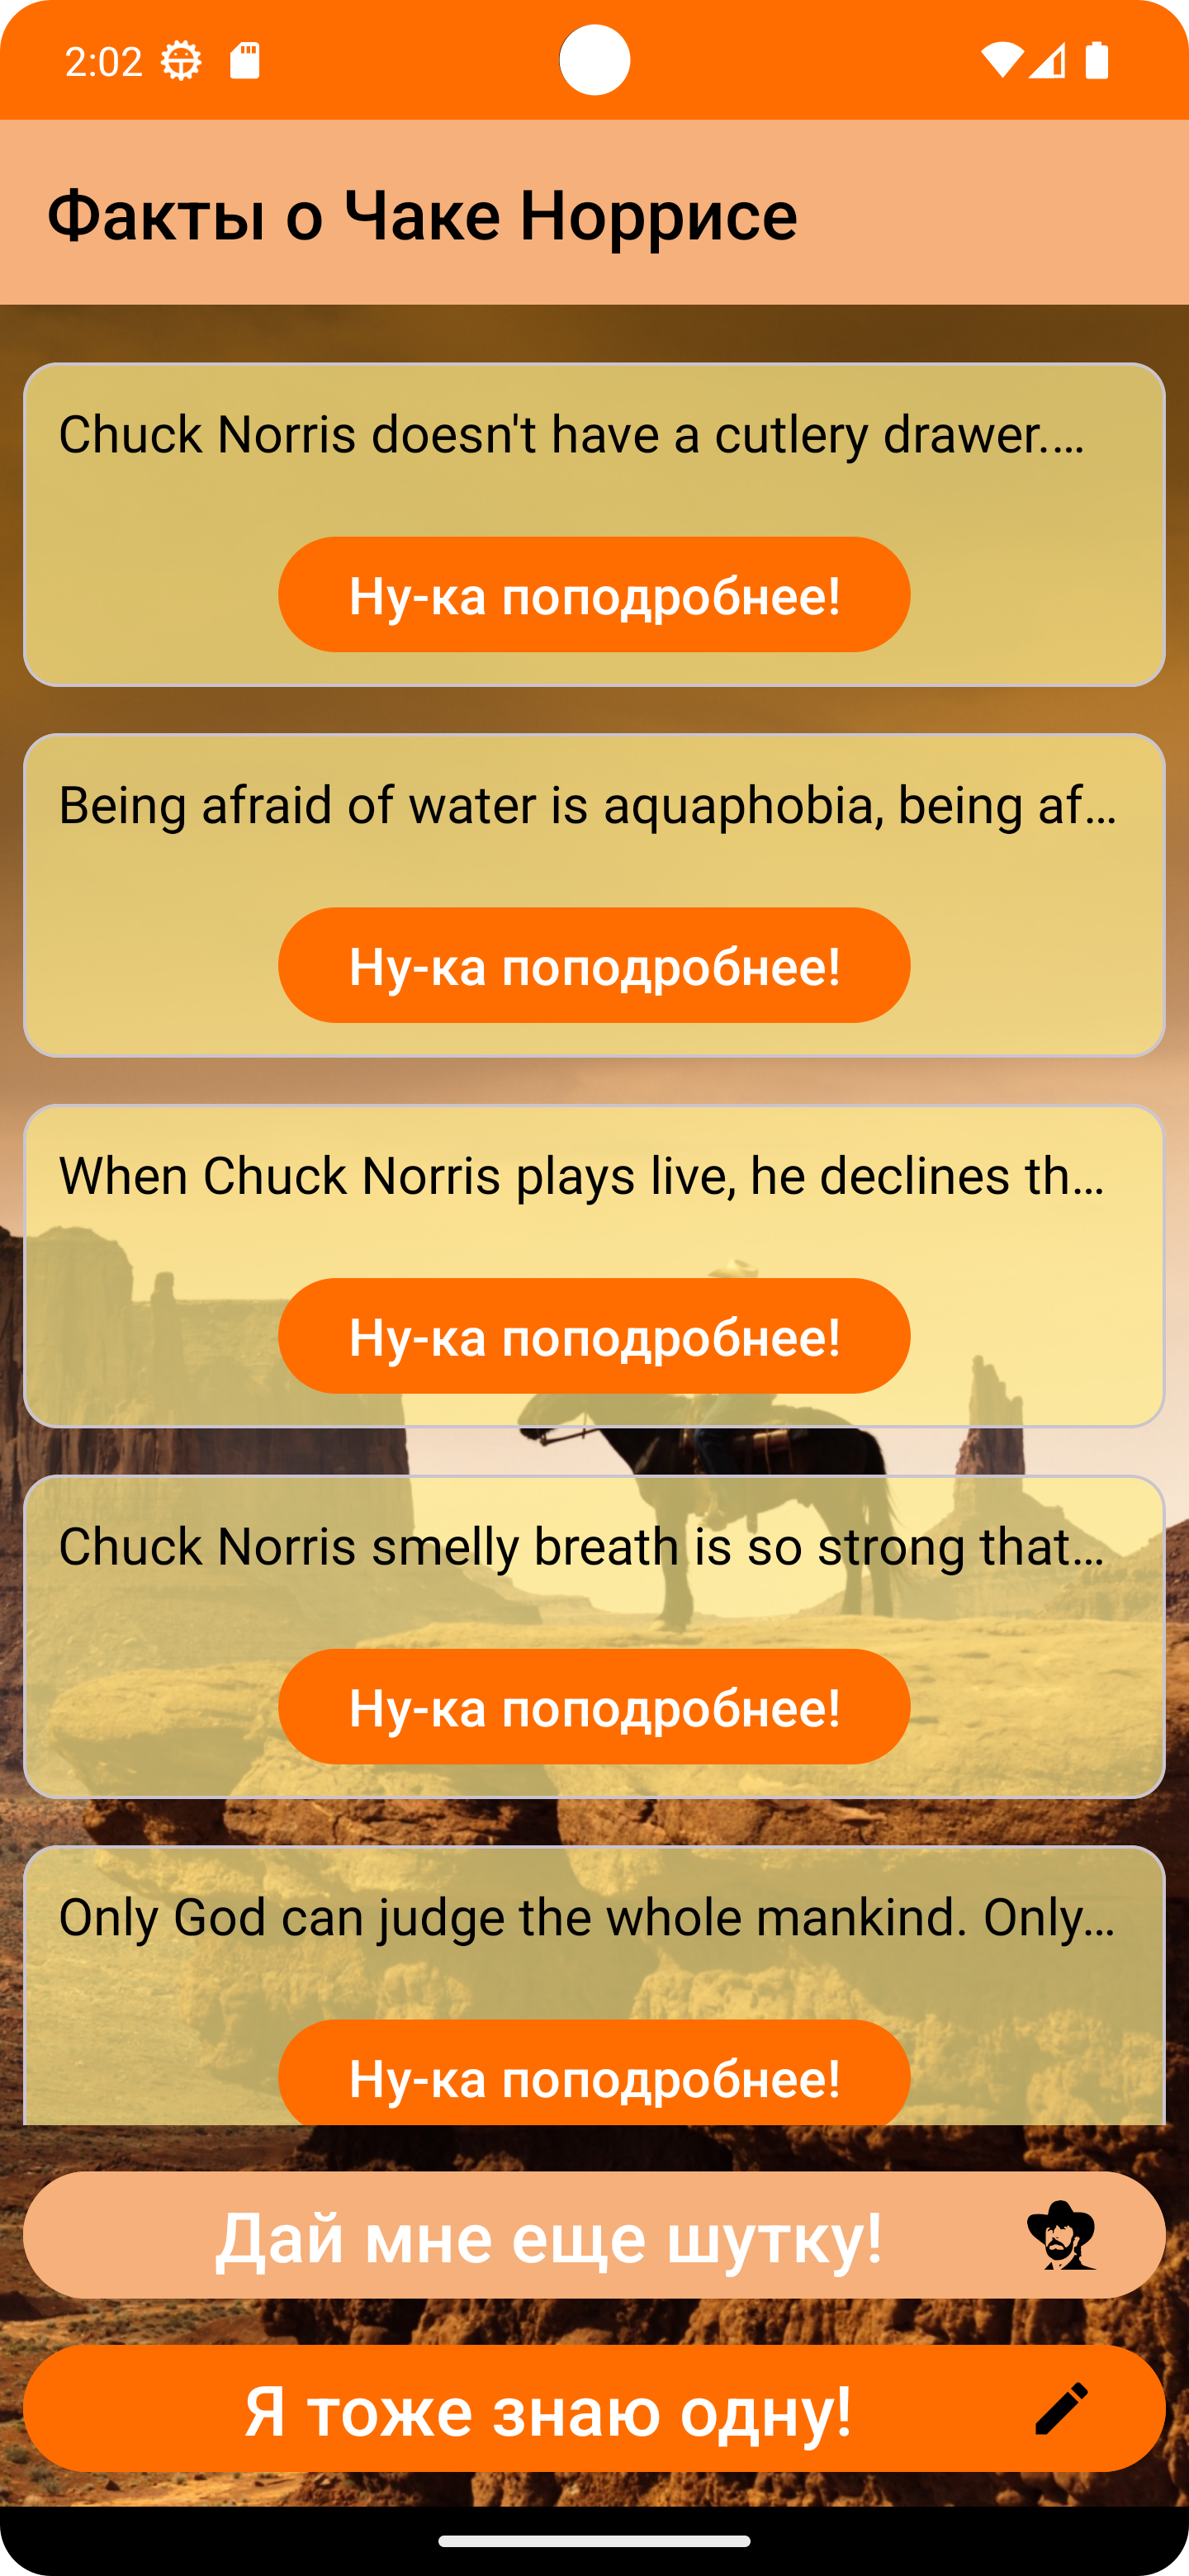 2:02
Факты о Чаке Норрисе
Chuck Norris doesn't have a cutlery drawer.…
Ну-ка поподробнее!
Being afraid of water is aquaphobia, being af…
Ну-ка поподробнее!
When Chuck Norris plays live, he declines th…
Ну-ка поподробнее!
Chuck Norris smelly breath is so strong that…
Ну-ка поподробнее!
Only God can judge the whole mankind. Only…
Ну-ка поподробнее!
Дай мне еще шутку!
Я тоже знаю одну!